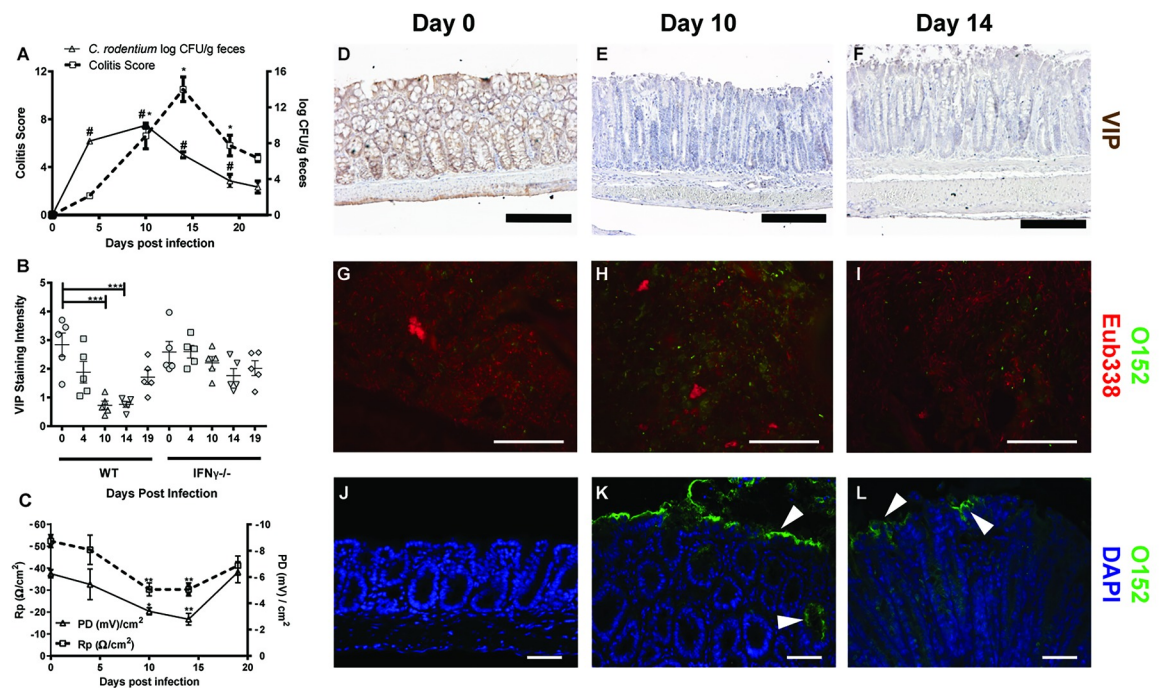 Day 0
Day 10
Day 14
A
C. rodentium log CFU/g feces
Colitis Score
12
8
4
0
16
12
8
4
0
Colitis Score
log CFU/g feces
#
#
*
*
#
*
#
0
5
10
15
20
Days post infection
B
5
4
3
2
1
0
VIP Staining Intensity
***
***
0 4 10 14 19 0 4 10 14 19
WT
IFNγ-/-
Days Post Infection
C
-60
-50
-40
-30
-20
-10
0
-10
-8
-6
-4
-2
0
Rp (Ω/cm²)
PD (mV) / cm²
**
**
*
**
PD (mV)/cm²
Rp (Ω/cm²)
0
5
10
15
20
Days post infection
D
E
F
VIP
G
H
I
O152
Eub338
J
K
L
O152
DAPI